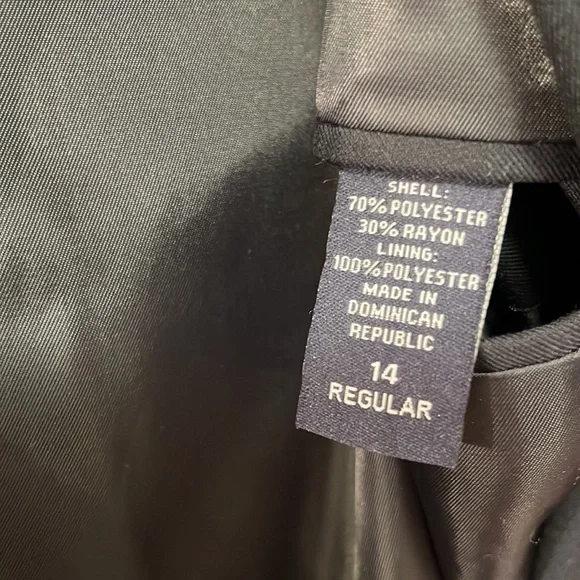 SHELL:
70% POLYESTER
30% RAYON
LINING:
100% POLYESTER
MADE IN
DOMINICAN
REPUBLIC
14
REGULAR